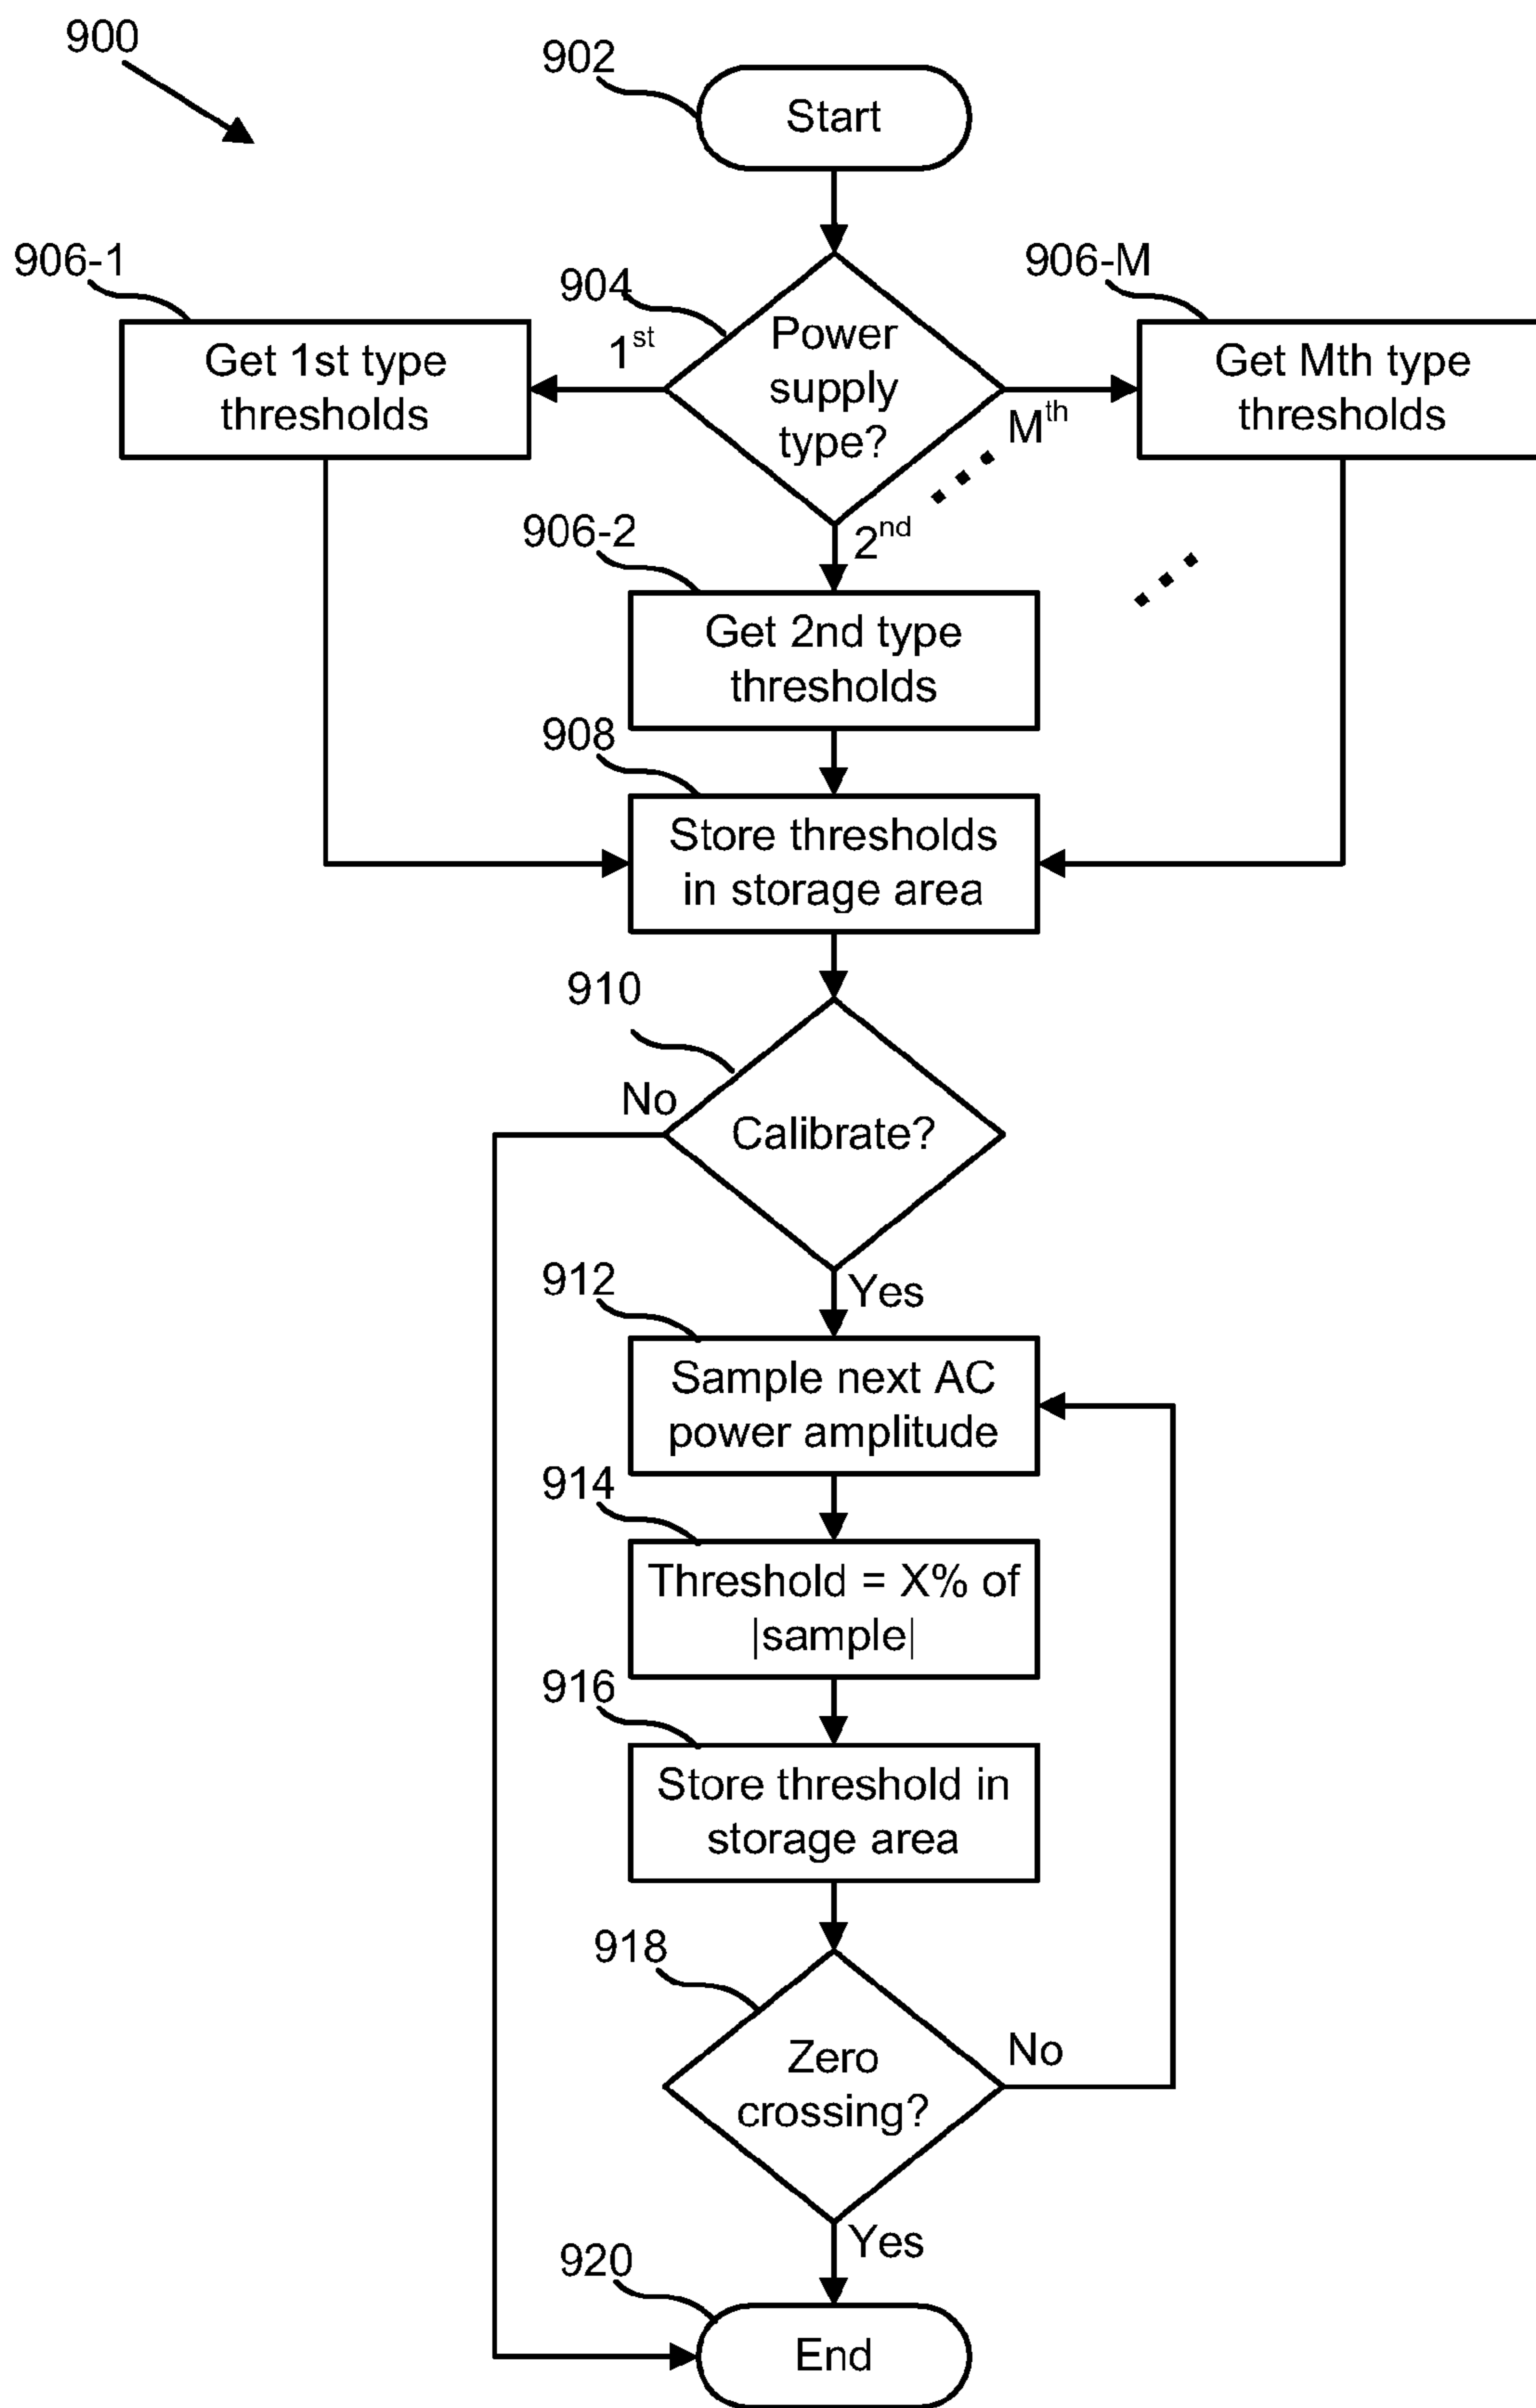 900
902
Start
906-1
904
906-M
Get 1st type
thresholds
1st
Power
supply
type?
Mth
Get Mth type
thresholds
906-2
2nd
Get 2nd type
thresholds
908
Store thresholds
in storage area
910
No
Calibrate?
Yes
912
Sample next AC
power amplitude
914
Threshold = X% of
|sample|
916
Store threshold in
storage area
918
Zero
crossing?
No
Yes
920
End